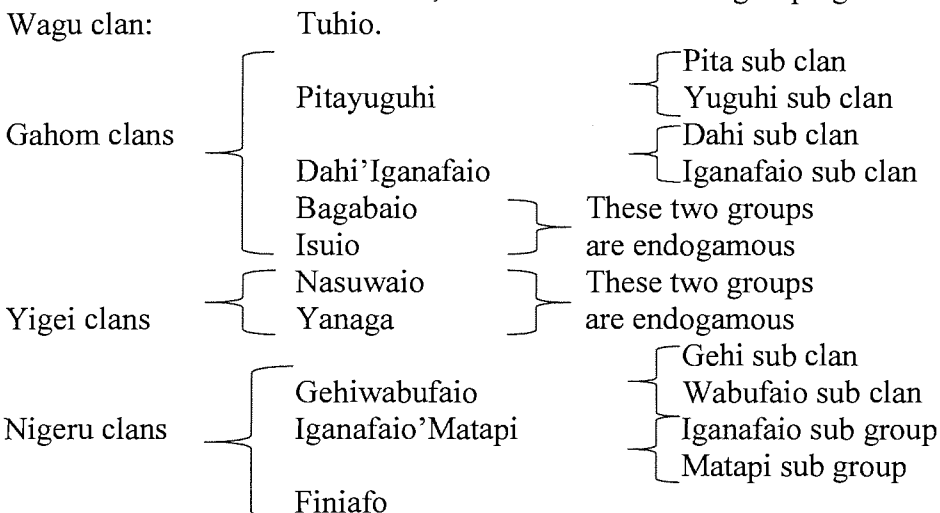 Wagu clan: Tuhio.
Pita sub clan
Pitayuguhi Yuguhi sub clan
Gahom clans Dahi sub clan
Dahi'Iganafaio Iganafaio sub clan
Bagabaio These two groups
Isuio are endogamous
Nasuwaio These two groups
Yigei clans Yanaga are endogamous
Gehi sub clan
Gehiwabufaio Wabufaio sub clan
Nigeru clans Iganafaio'Matapi Iganafaio sub group
Matapi sub group
Finiafo